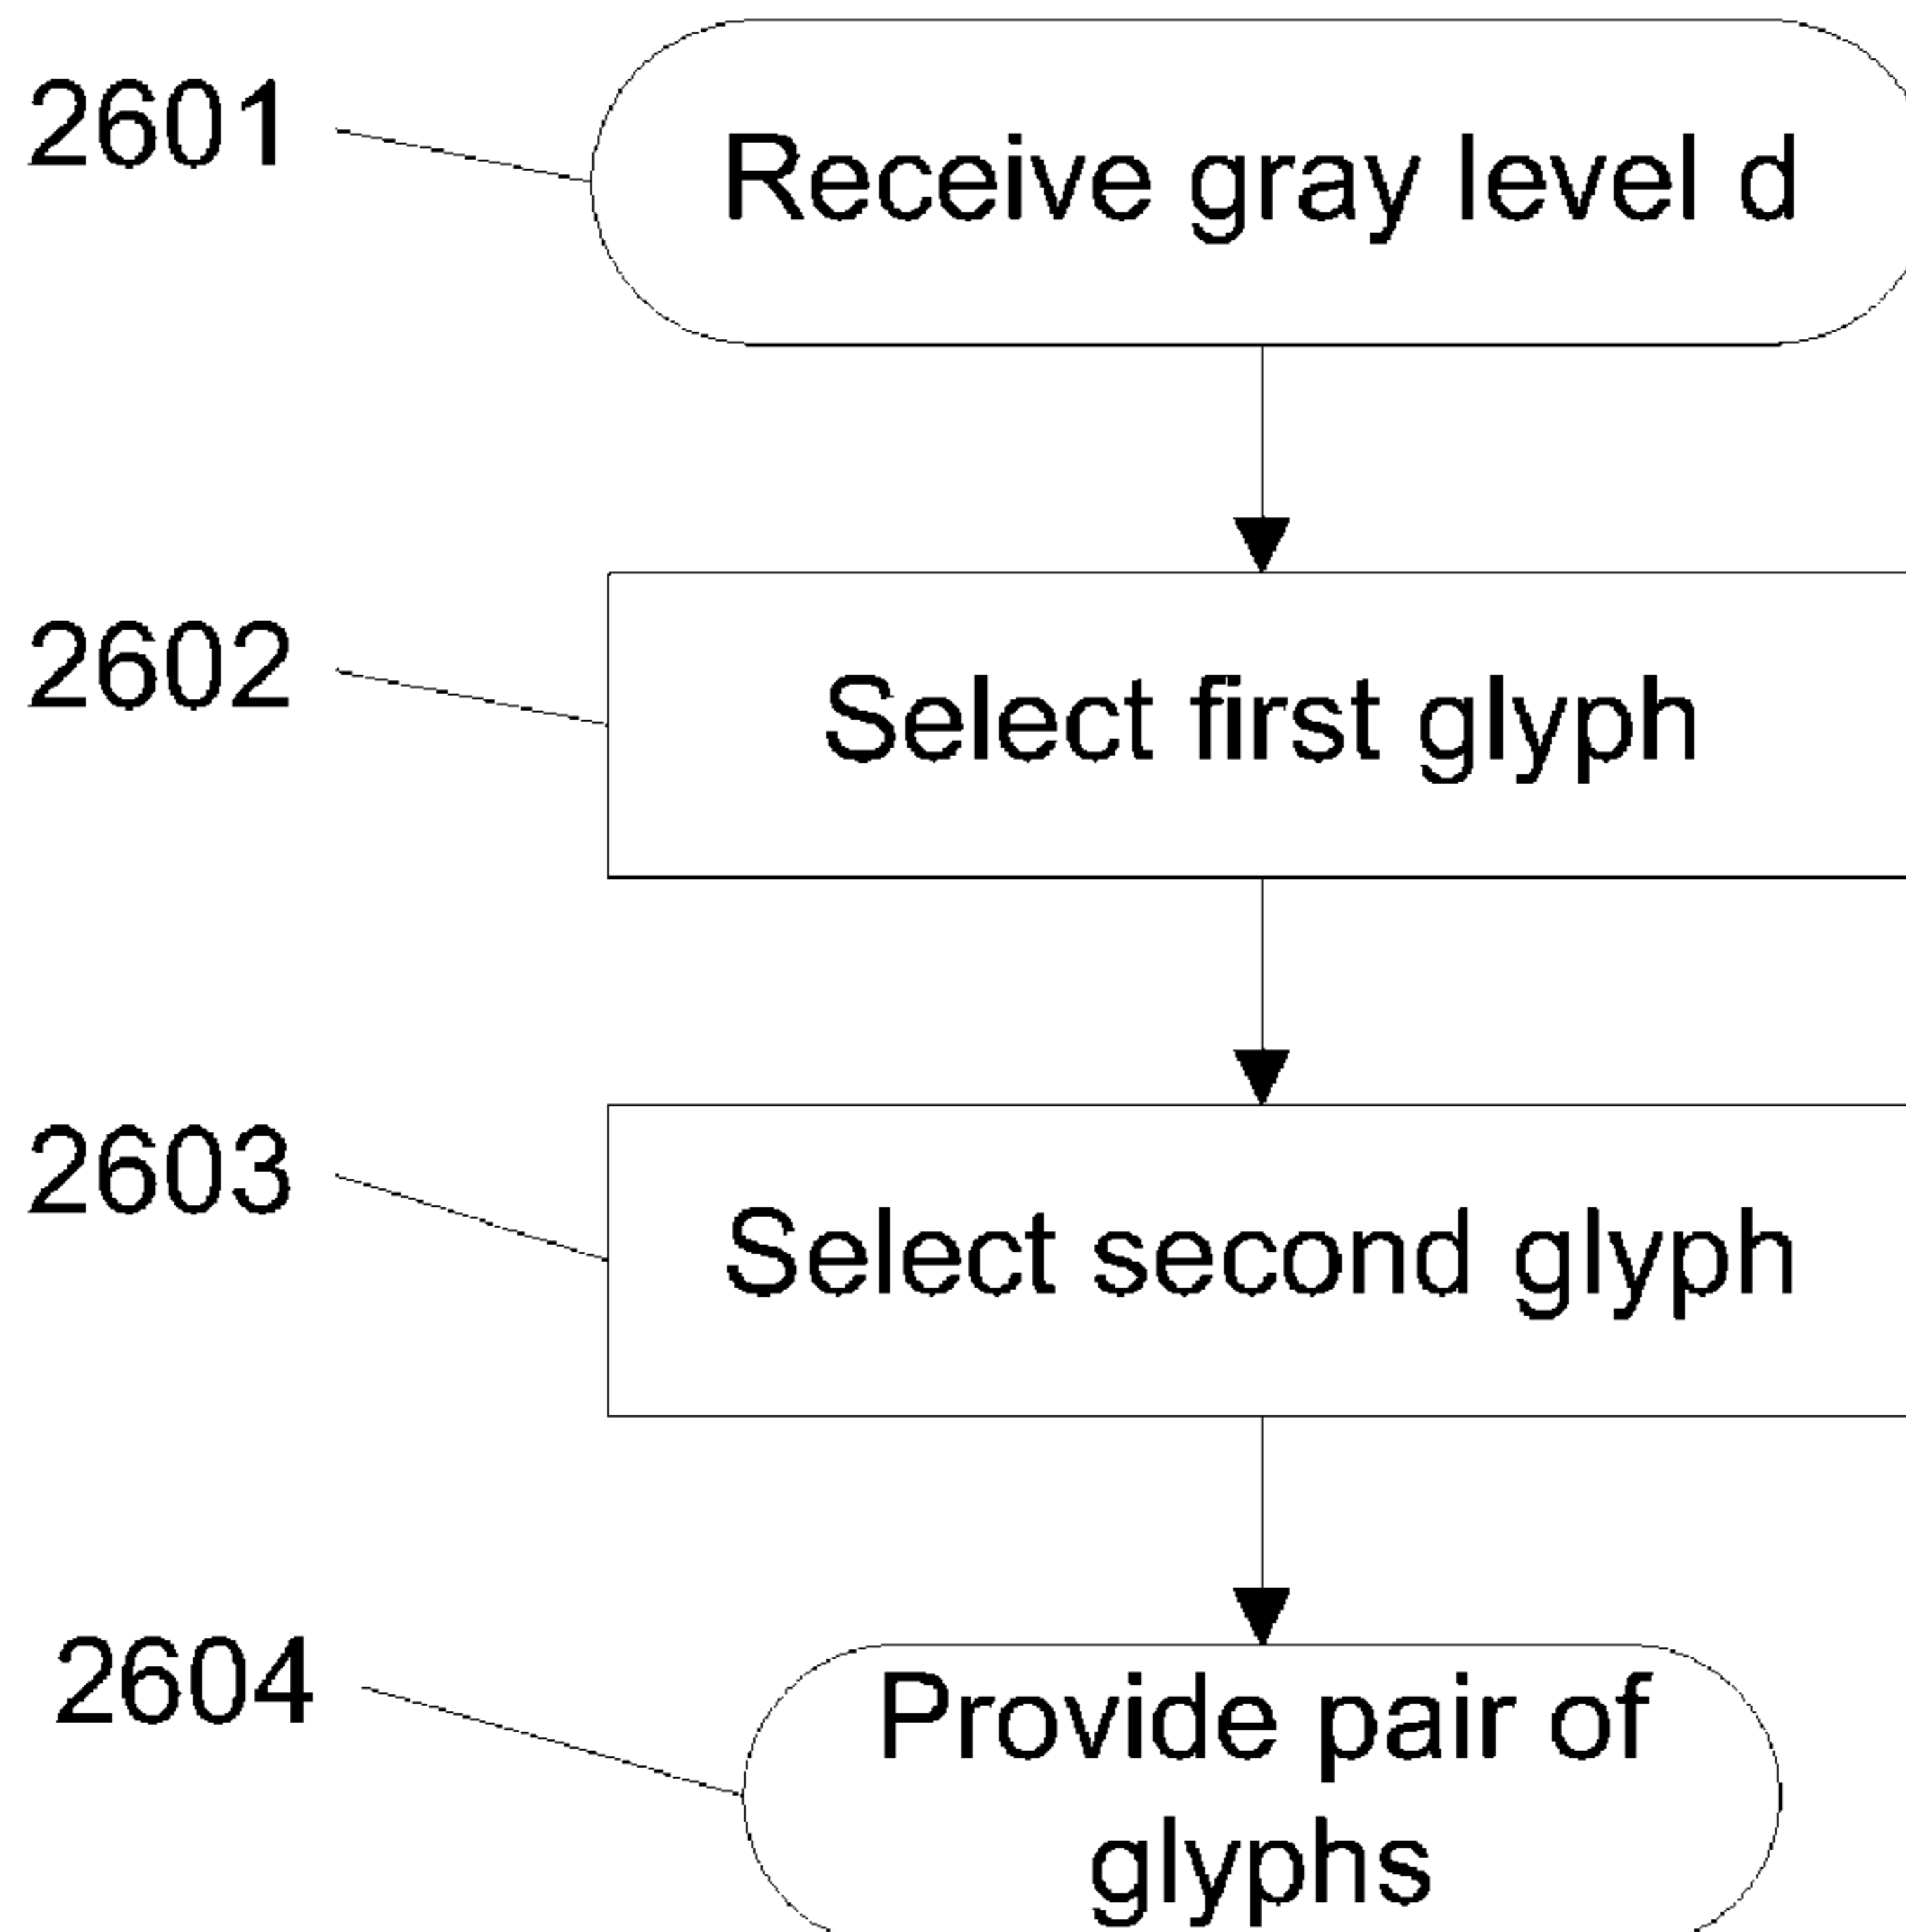 2601
Receive gray level d
2602
Select first glyph
2603
Select second glyph
2604
Provide pair of
glyphs